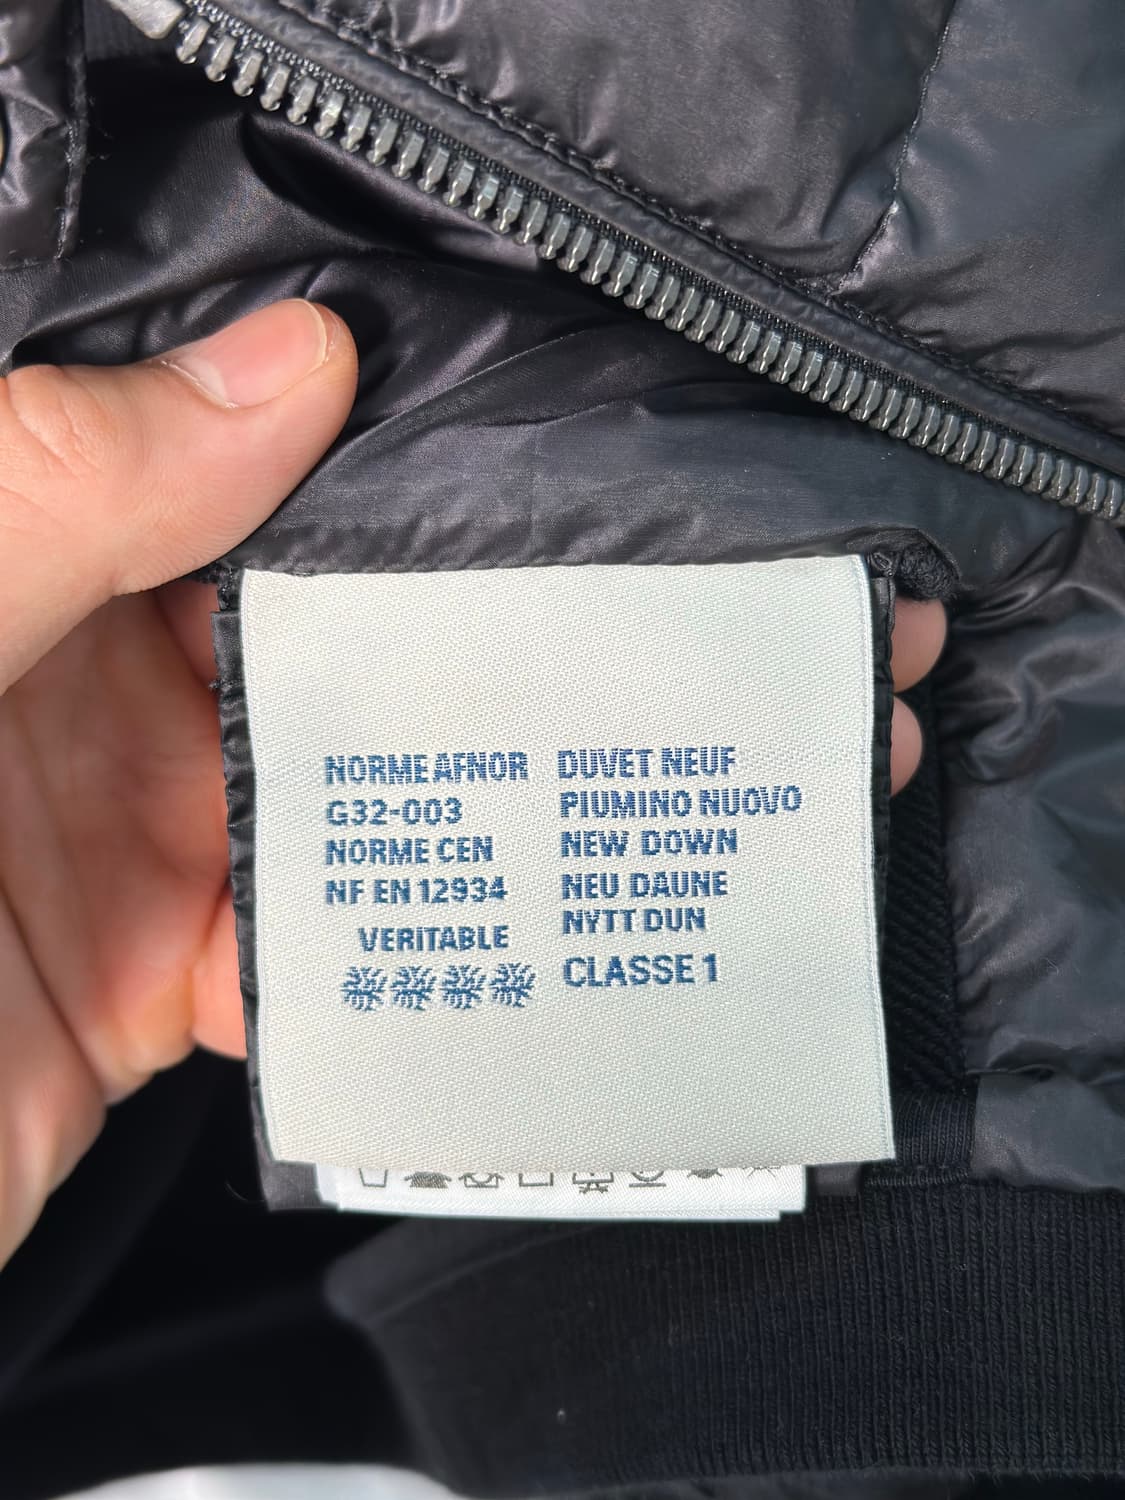 NORME AFNOR
G32-003
NORME CEN
NF EN 12934
VERITABLE
DUVET NEUF
PIUMINO NUOVO
NEW DOWN
NEU DAUNE
NYTT DUN
CLASSE 1